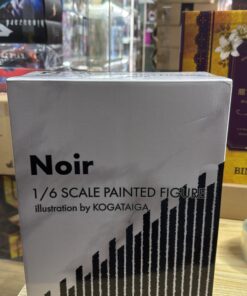 Noir
1/6 SCALE PAINTED FIGURE
illustration by KOGATAIGA